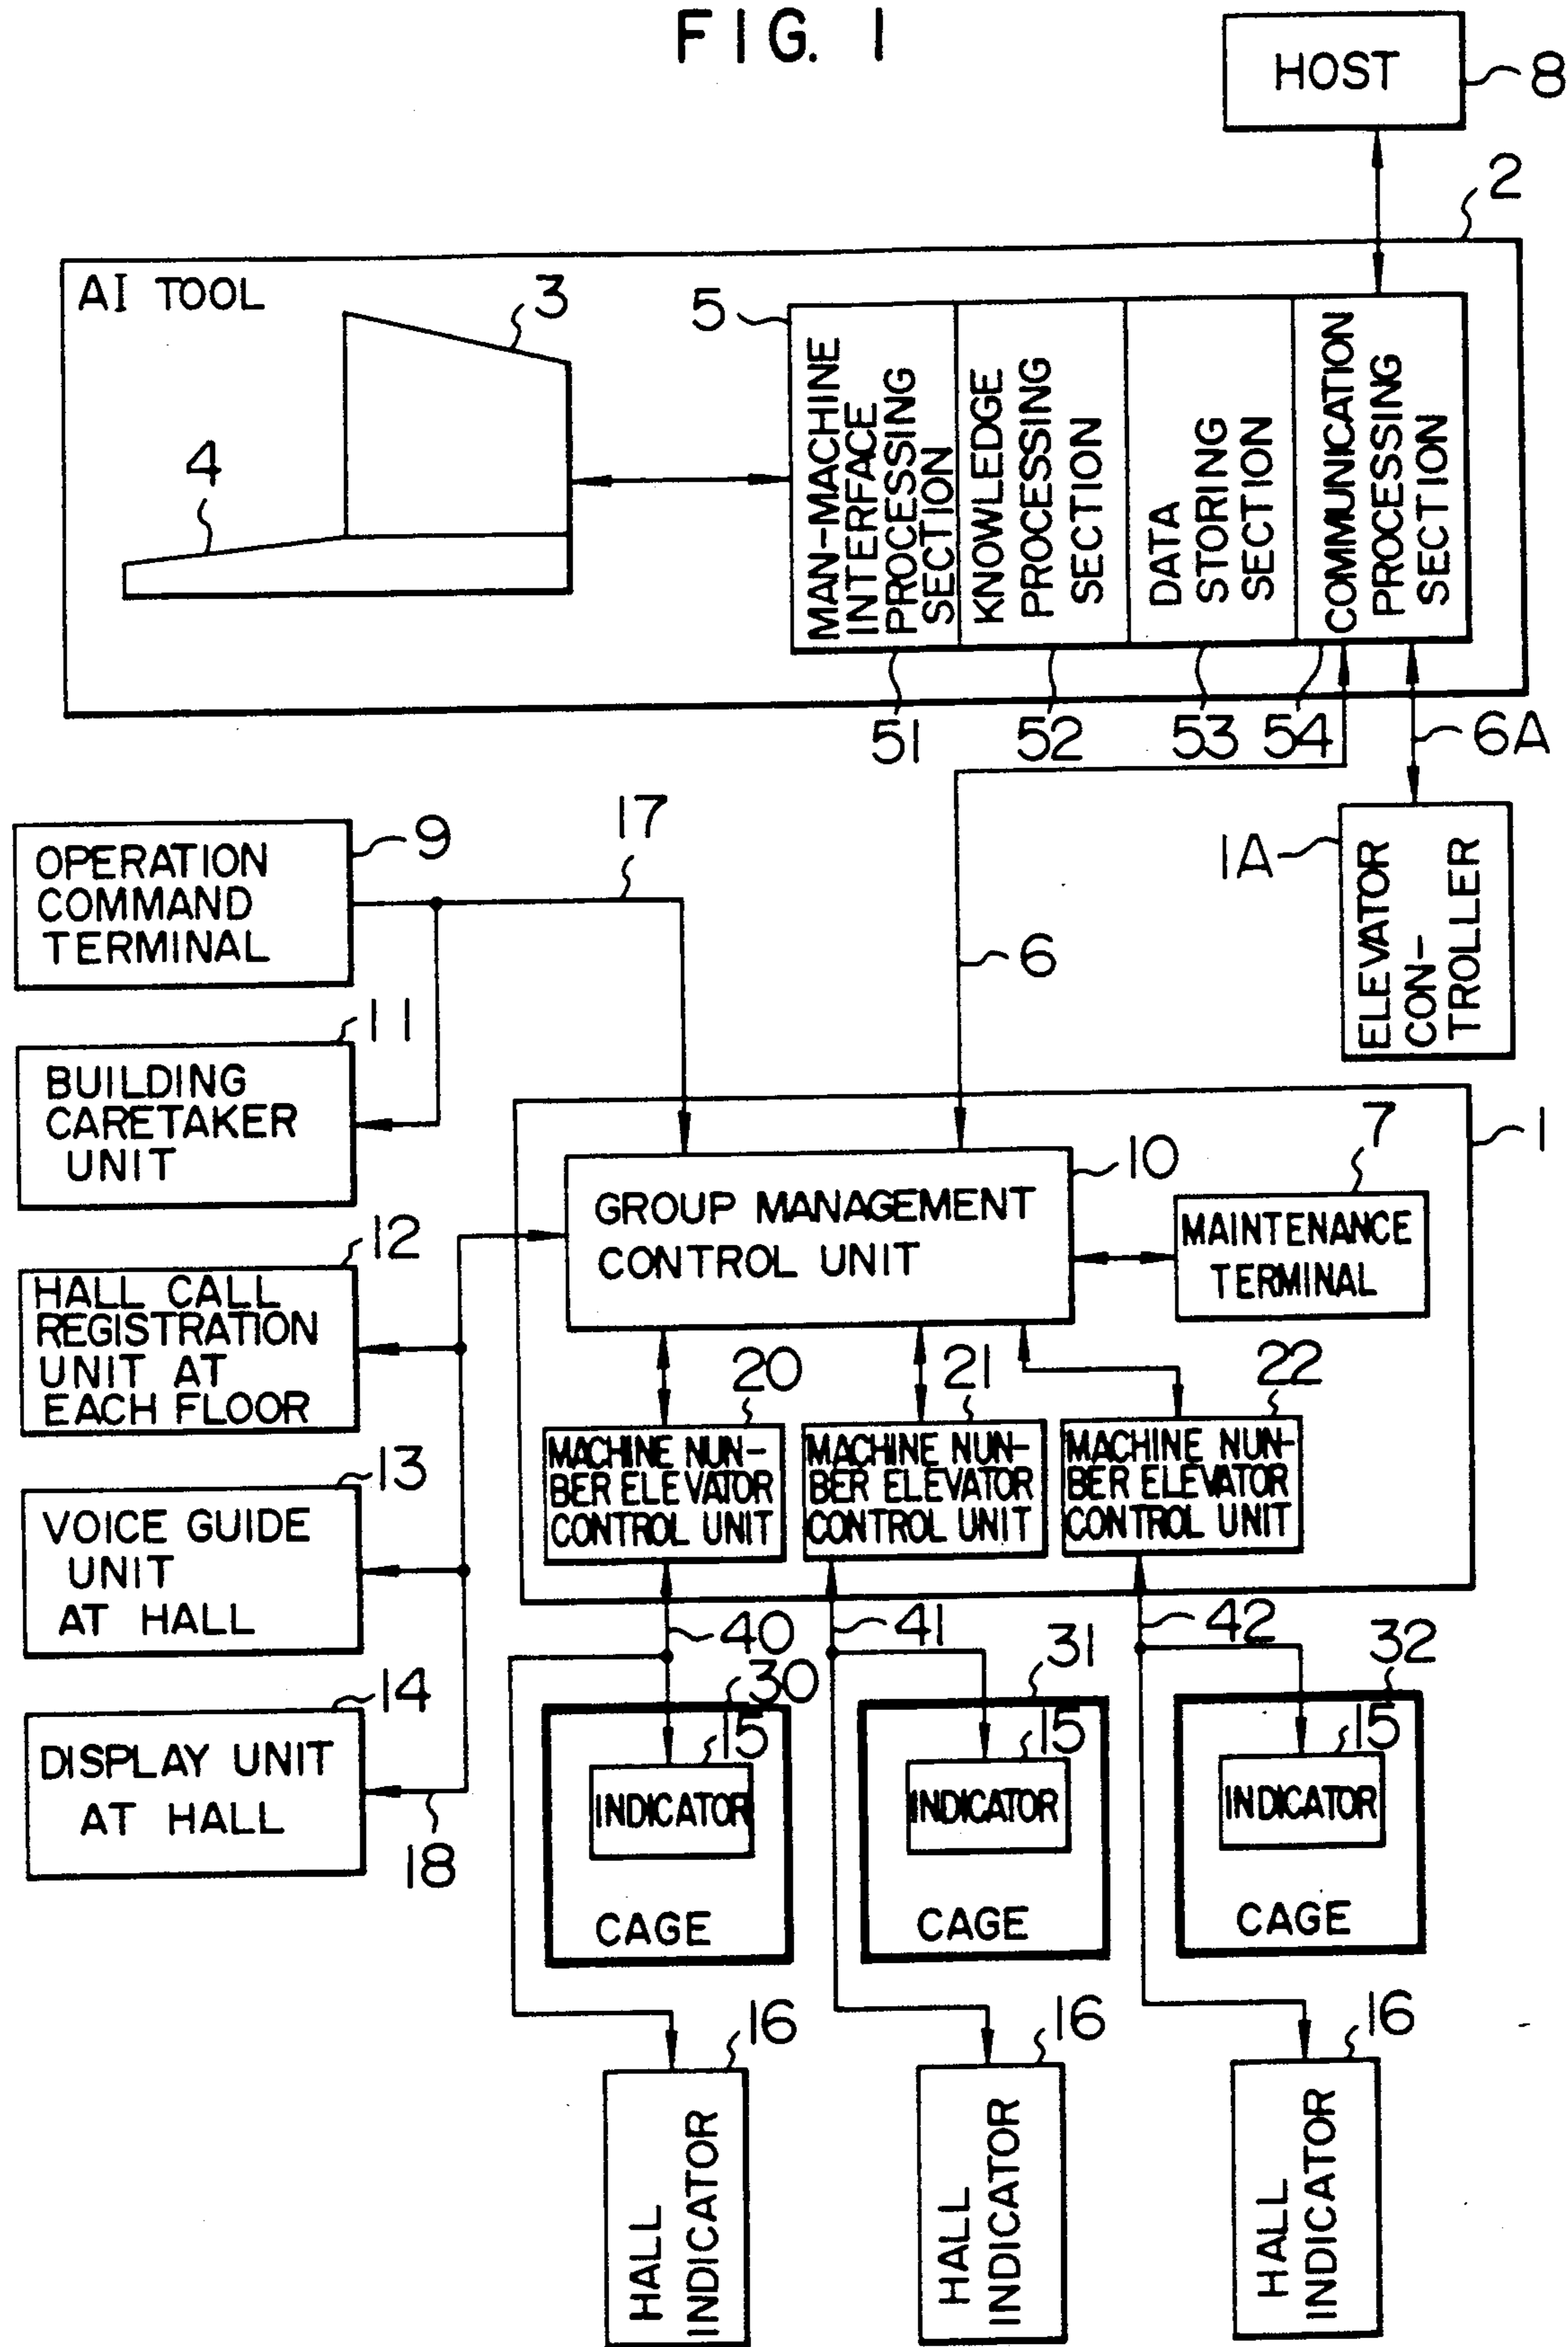 FIG. 1
HOST
8
2
AI TOOL
3
4
5
MAN-MACHINE
INTERFACE
PROCESSING
SECTION
KNOWLEDGE
PROCESSING
SECTION
DATA
STORING
SECTION
COMMUNICATION
PROCESSING
SECTION
51
52
53
54
6A
1A
ELEVATOR
CON-
TROLLER
OPERATION
COMMAND
TERMINAL
9
17
6
11
BUILDING
CARETAKER
UNIT
1
GROUP MANAGEMENT
CONTROL UNIT
10
7
MAINTENANCE
TERMINAL
12
HALL CALL
REGISTRATION
UNIT AT
EACH FLOOR
20
21
22
MACHINE NUN-
BER ELEVATOR
CONTROL UNIT
MACHINE NUN-
BER ELEVATOR
CONTROL UNIT
MACHINE NUN-
BER ELEVATOR
CONTROL UNIT
13
VOICE GUIDE
UNIT
AT HALL
40
41
42
30
31
32
14
DISPLAY UNIT
AT HALL
18
15
INDICATOR
CAGE
15
INDICATOR
CAGE
15
INDICATOR
CAGE
16
HALL
INDICATOR
16
HALL
INDICATOR
16
HALL
INDICATOR